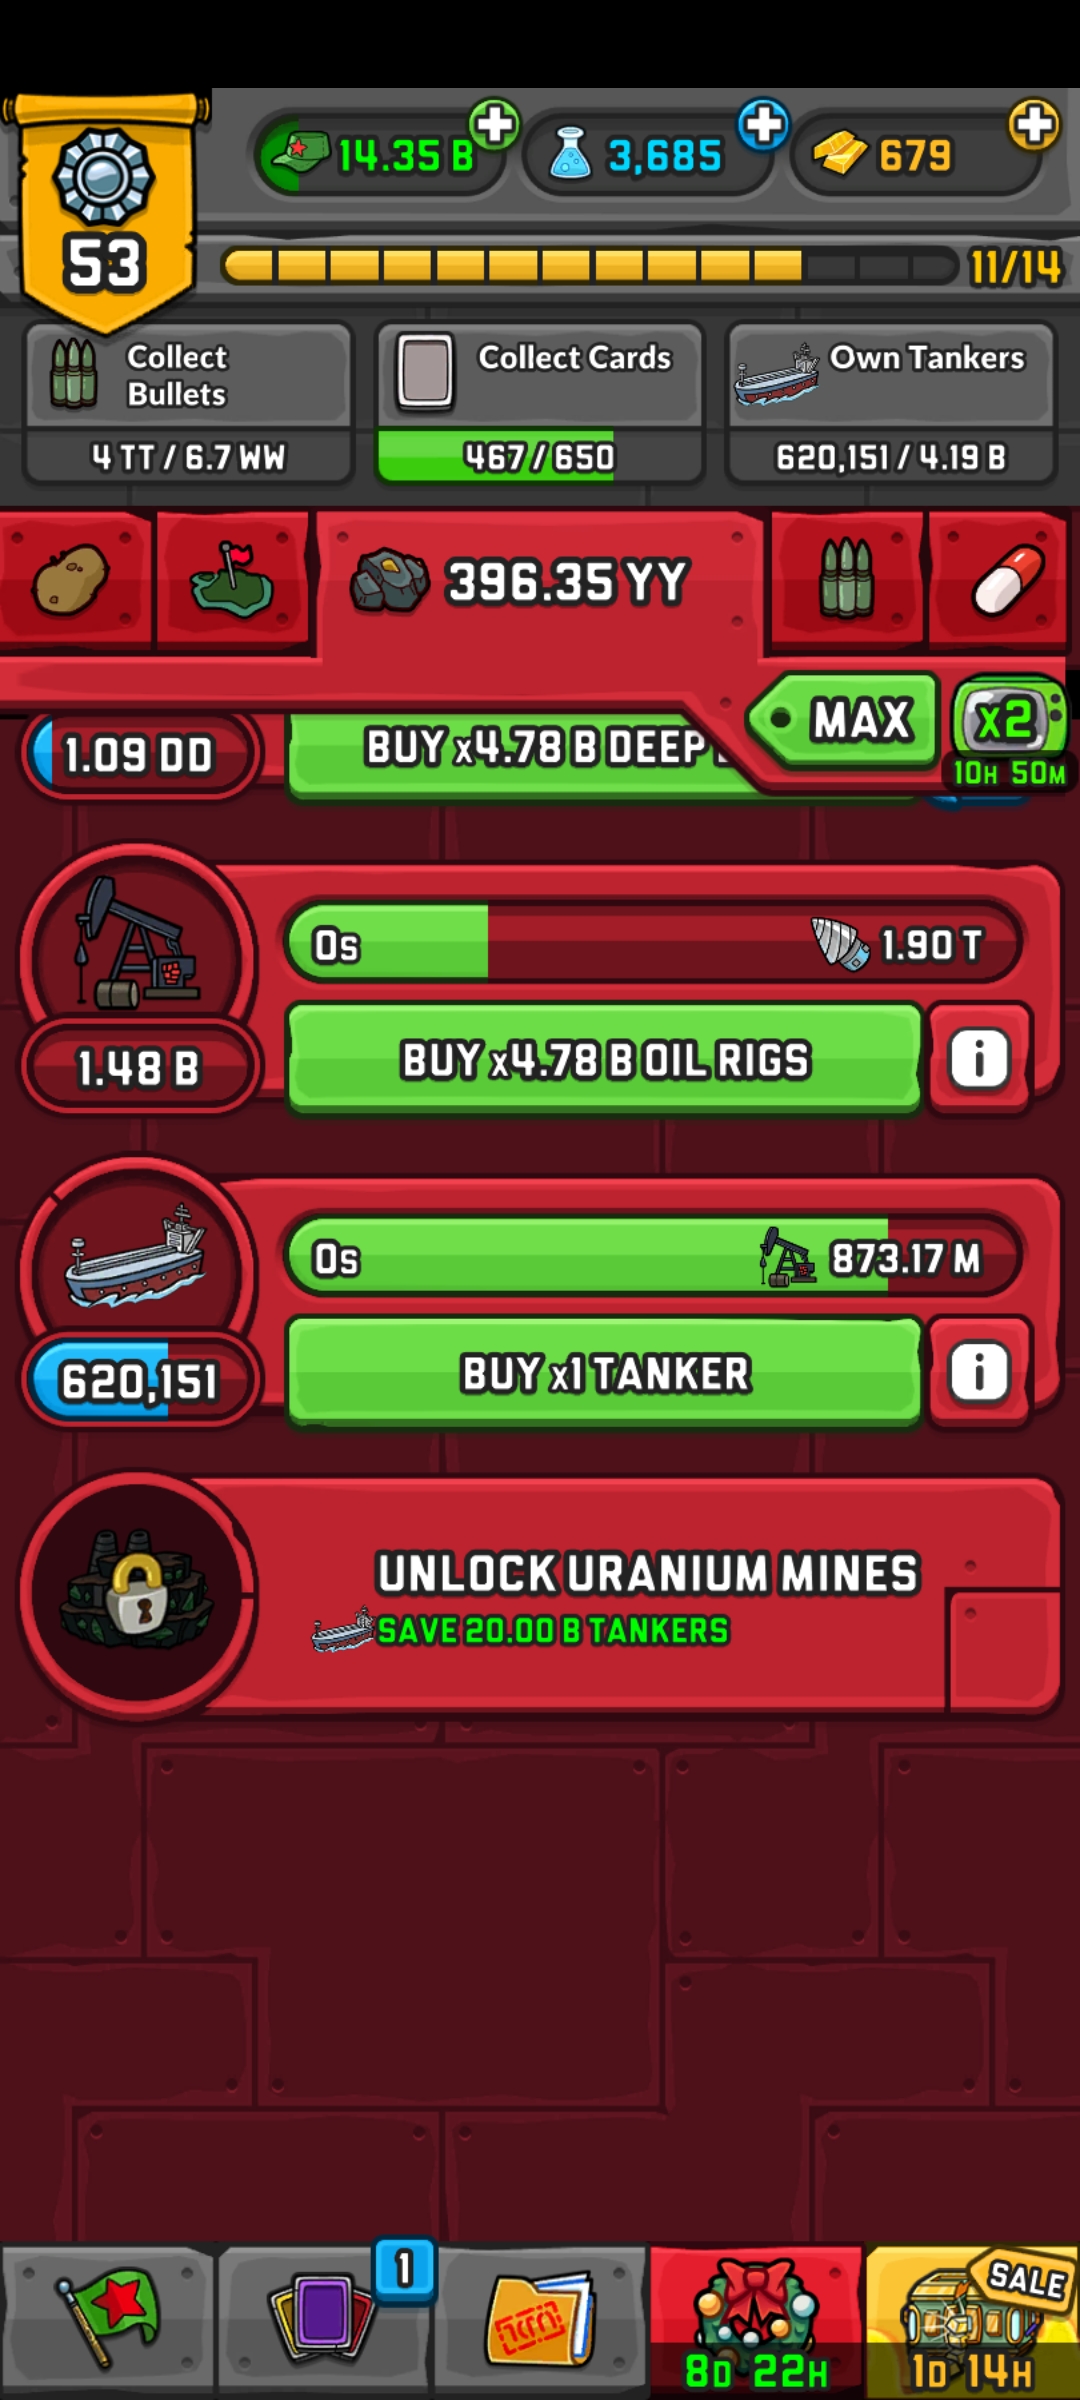 14.35 B
3,685
679
53
11/14
Collect
Bullets
Collect Cards
Own Tankers
4 TT / 6.7 WW
467 / 650
620,151 / 4.19 B
396.35 YY
MAX
x2
10H 50M
1.09 DD
BUY x4.78 B DEEP
0s
1.90 T
1.48 B
BUY x4.78 B OIL RIGS
0s
873.17 M
620,151
BUY x1 TANKER
UNLOCK URANIUM MINES
SAVE 20.00 B TANKERS
1
SALE
8D 22H
1D 14H